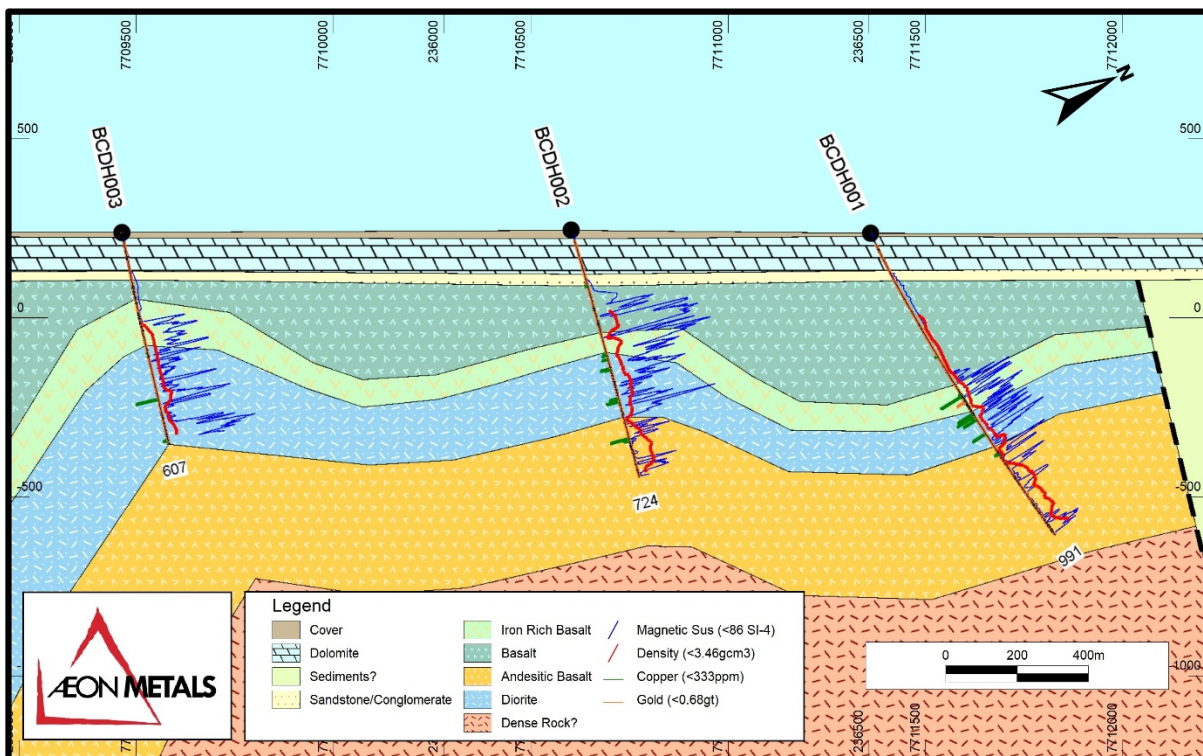 7709500
7710000
236000
7710500
7711000
236500
7711500
7712000
N
500
500
BCDH003
BCDH002
BCDH001
0
0
607
724
991
-500
-500
Legend
Cover
Dolomite
Sediments?
Sandstone/Conglomerate
Iron Rich Basalt
Basalt
Andesitic Basalt
Diorite
Dense Rock?
Magnetic Sus (<86 SI-4)
Density (<3.46gcm3)
Copper (<333ppm)
Gold (<0.68gt)
ÆON METALS
0 200 400m
236500
7711500
7712000